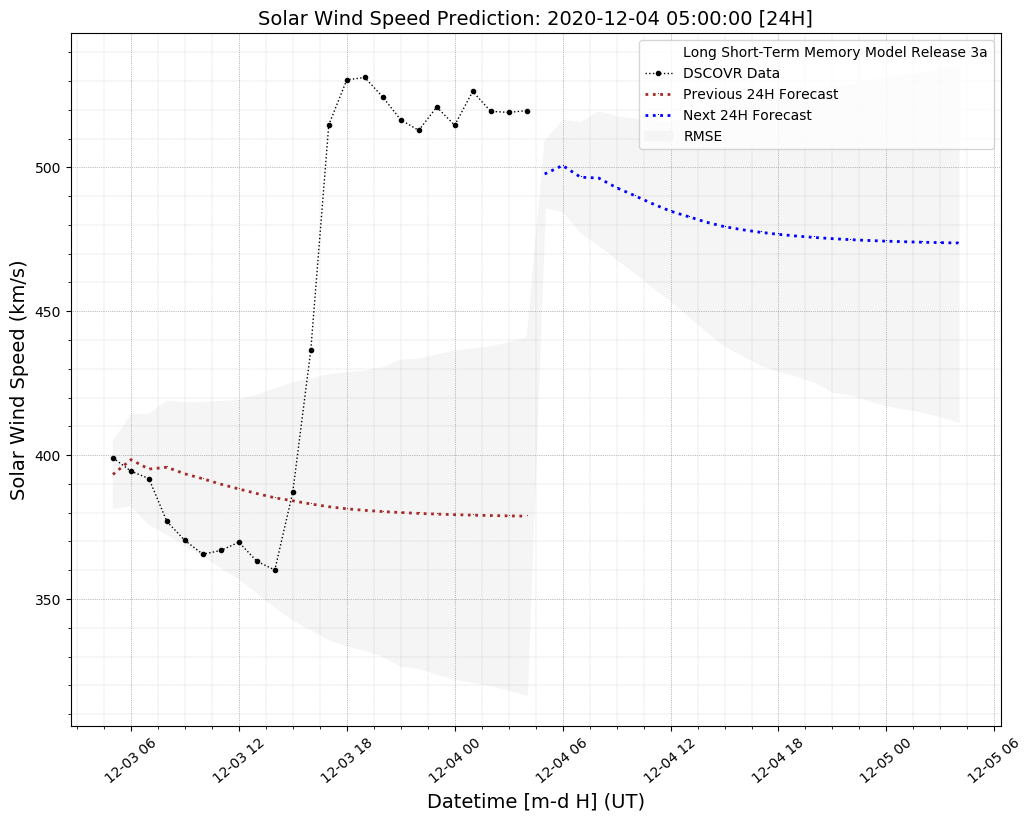 Solar Wind Speed Prediction: 2020-12-04 05:00:00 [24H]
Long Short-Term Memory Model Release 3a
DSCOVR Data
Previous 24H Forecast
Next 24H Forecast
RMSE
Solar Wind Speed (km/s)
500
450
400
350
12-03 06
12-03 12
12-03 18
12-04 00
12-04 06
12-04 12
12-04 18
12-05 00
12-05 06
Datetime [m-d H] (UT)